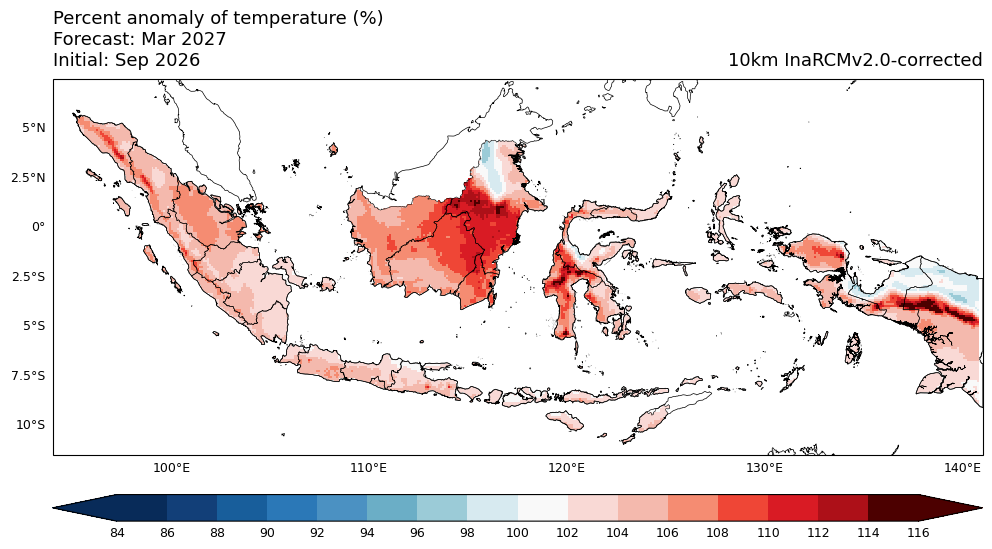 Percent anomaly of temperature (%)
Forecast: Mar 2027
Initial: Sep 2026
10km InaRCMv2.0-corrected
5°N
2.5°N
0°
2.5°S
5°S
7.5°S
10°S
100°E 110°E 120°E 130°E 140°E
84 86 88 90 92 94 96 98 100 102 104 106 108 110 112 114 116